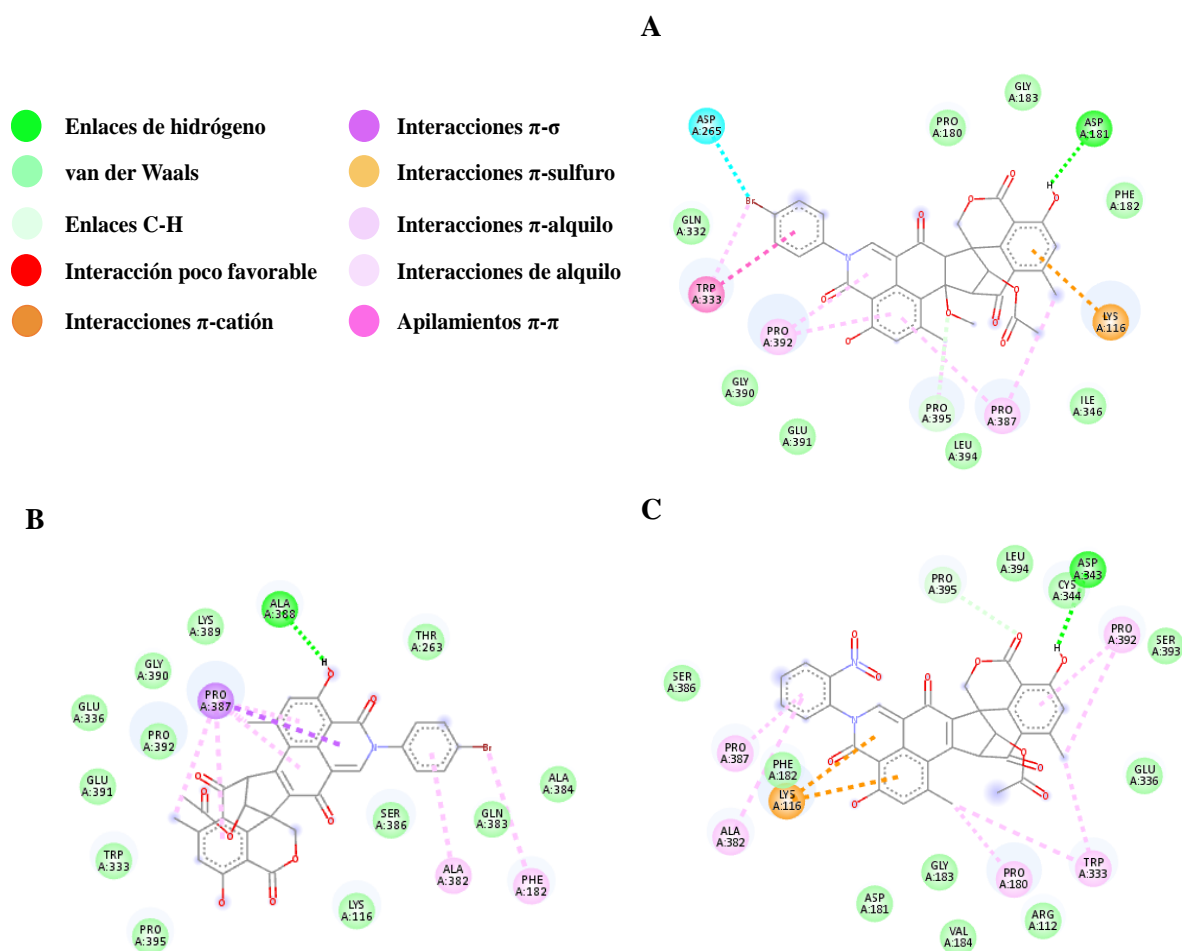 A
Enlaces de hidrógeno
van der Waals
Enlaces C-H
Interacción poco favorable
Interacciones π-catión
Interacciones π-σ
Interacciones π-sulfuro
Interacciones π-alquilo
Interacciones de alquilo
Apilamientos π-π
GLY
A:183
ASP
A:265
PRO
A:180
ASP
A:181
H
O
O
O
PHE
A:182
Br
O
GLN
A:332
N
TRP
A:333
O
O
O
O
LYS
A:116
PRO
A:392
H
O
O
GLY
A:390
PRO
A:395
PRO
A:387
ILE
A:346
GLU
A:391
LEU
A:394
B
ALA
A:388
LYS
A:389
THR
A:263
H
O
GLY
A:390
PRO
A:387
O
GLU
A:336
PRO
A:392
N
Br
GLU
A:391
O
O
O
O
ALA
A:384
SER
A:386
GLN
A:383
TRP
A:333
O
O
O
ALA
A:382
PHE
A:182
LYS
A:116
PRO
A:395
C
LEU
A:394
ASP
A:343
PRO
A:395
CYS
A:344
PRO
A:392
O
H
O
SER
A:393
O
N
O
O
O
SER
A:386
N
PRO
A:387
PHE
A:182
O
O
O
O
GLU
A:336
LYS
A:116
H
O
ALA
A:382
GLY
A:183
PRO
A:180
TRP
A:333
ASP
A:181
ARG
A:112
VAL
A:184